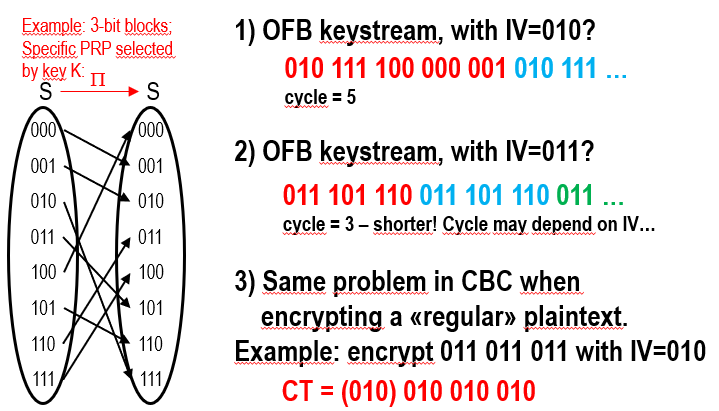 Example: 3-bit blocks;
Specific PRP selected
by key K:
Π
S S
000 000
001 001
010 010
011 011
100 100
101 101
110 110
111 111
1) OFB keystream, with IV=010?
010 111 100 000 001 010 111 ...
cycle = 5
2) OFB keystream, with IV=011?
011 101 110 011 101 110 011 ...
cycle = 3 – shorter! Cycle may depend on IV…
3) Same problem in CBC when
encrypting a «regular» plaintext.
Example: encrypt 011 011 011 with IV=010
CT = (010) 010 010 010